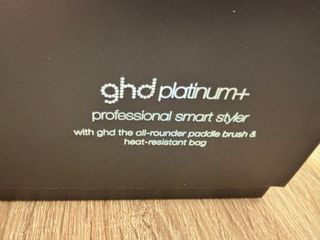 ghd platinum+
professional smart styler
with ghd the all-rounder paddle brush &
heat-resistant bag